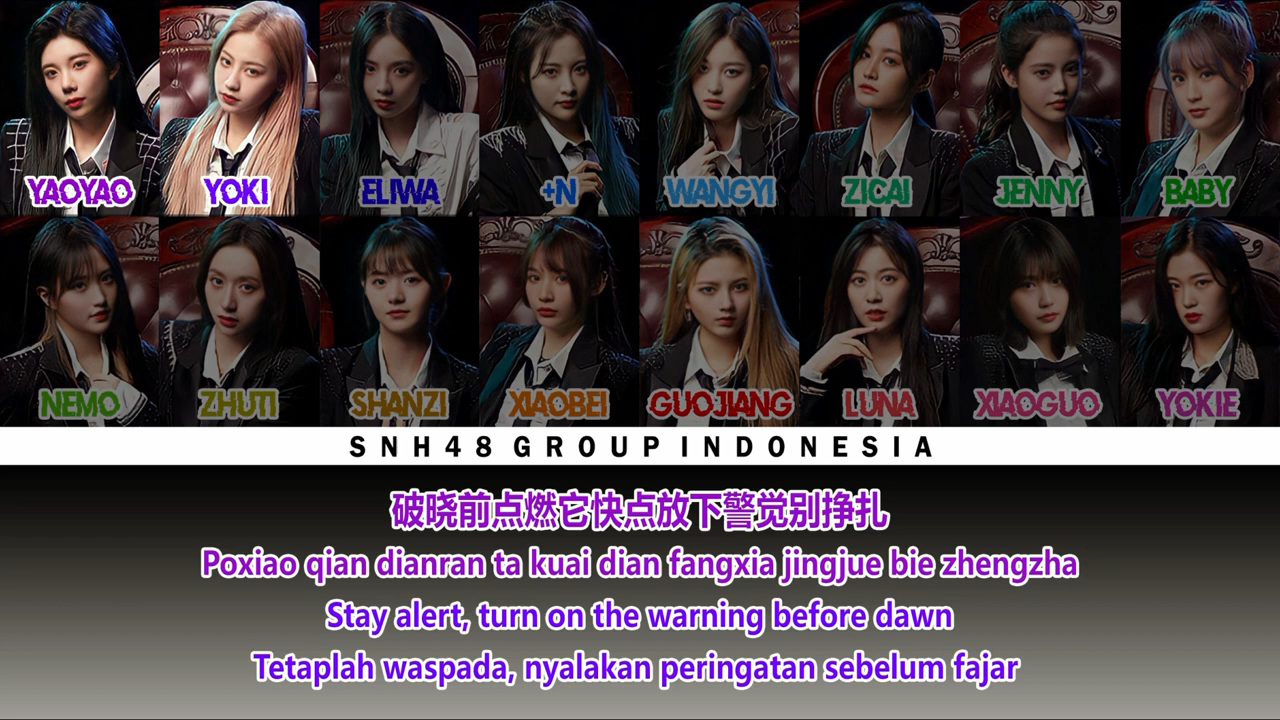 YAOYAO YOKI ELIWA +N WANGYI ZICAI JENNY BABY
NEMO ZHUTI SHANZI XIAOBEI GUOJIANG LUNA XIAOGUO YOKIE
SNH48 GROUP INDONESIA
破晓前点燃它快点放下警觉别挣扎
Poxiao qian dianran ta kuai dian fangxia jingjue bie zhengzha
Stay alert, turn on the warning before dawn
Tetaplah waspada, nyalakan peringatan sebelum fajar